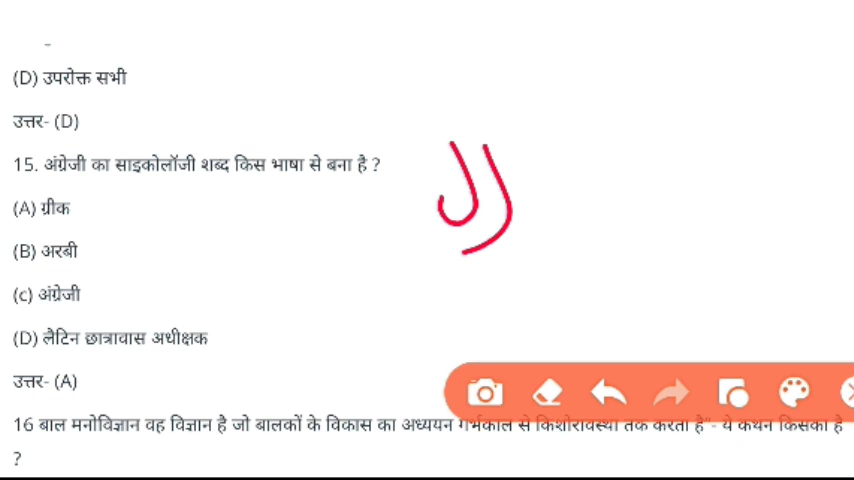 (D) उपरोक्त सभी
उत्तर- (D)
15. अंग्रेजी का साइकोलॉजी शब्द किस भाषा से बना है ?
(A) ग्रीक
(B) अरबी
(c) अंग्रेजी
(D) लैटिन छात्रावास अधीक्षक
उत्तर- (A)
16 बाल मनोविज्ञान वह विज्ञान है जो बालकों के विकास का अध्ययन गर्भकाल से किशोरावस्था तक करता है" - ये कथन किसका है
?